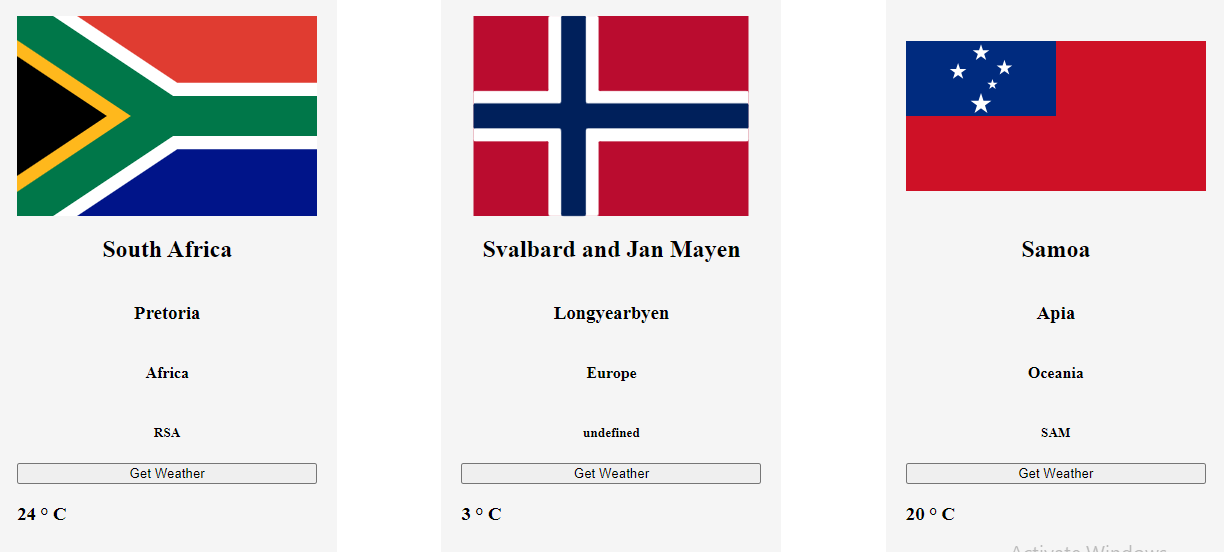 South Africa
Pretoria
Africa
RSA
Get Weather
24 ° C
Svalbard and Jan Mayen
Longyearbyen
Europe
undefined
Get Weather
3 ° C
Samoa
Apia
Oceania
SAM
Get Weather
20 ° C
Activate Windows